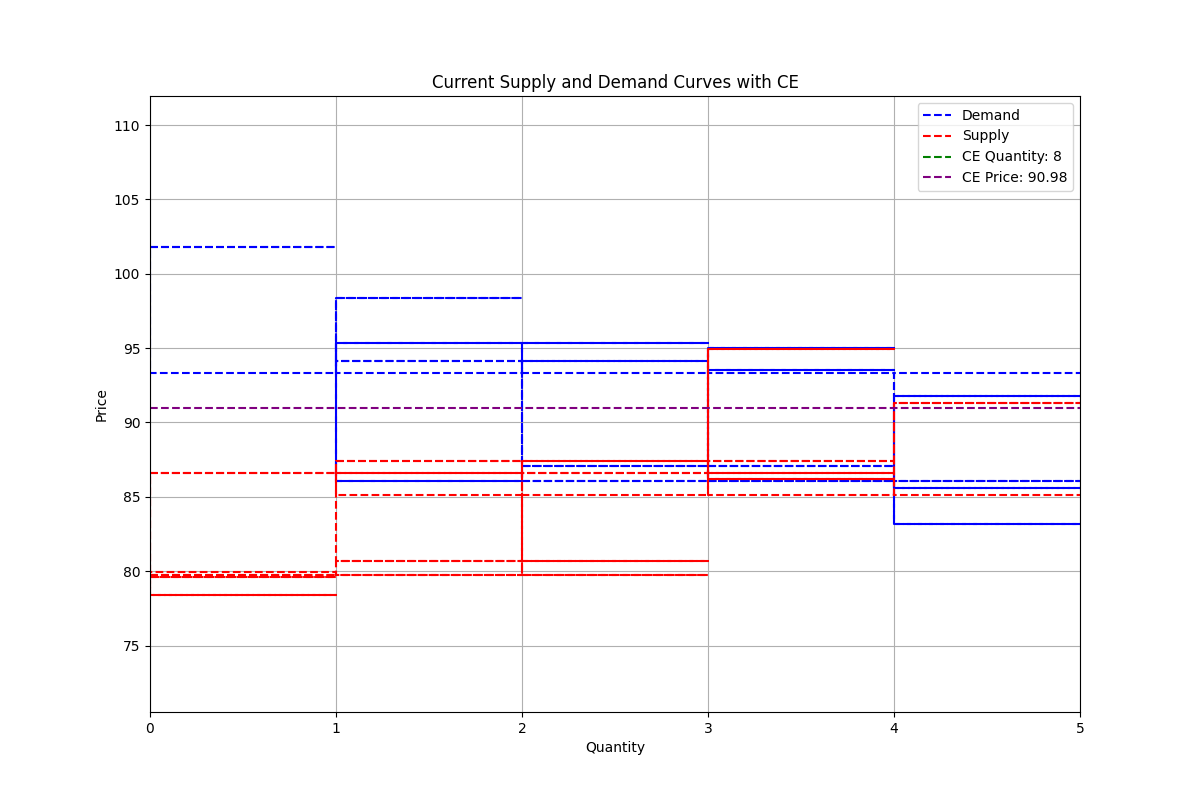 Current Supply and Demand Curves with CE
110
105
100
95
90
85
80
75
Price
0 1 2 3 4 5
Quantity
Demand
Supply
CE Quantity: 8
CE Price: 90.98